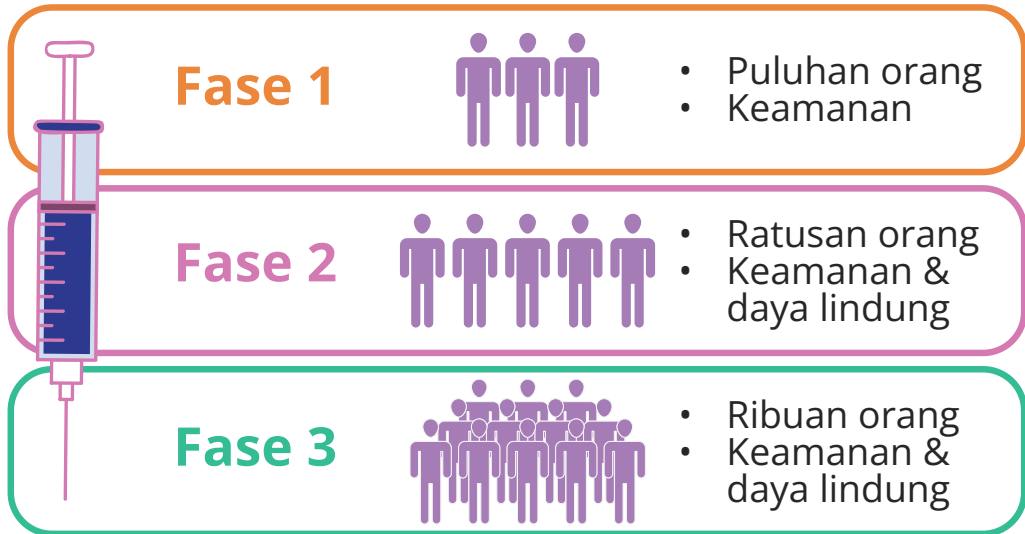 Fase 1
• Puluhan orang
• Keamanan
Fase 2
• Ratusan orang
• Keamanan &
daya lindung
Fase 3
• Ribuan orang
• Keamanan &
daya lindung